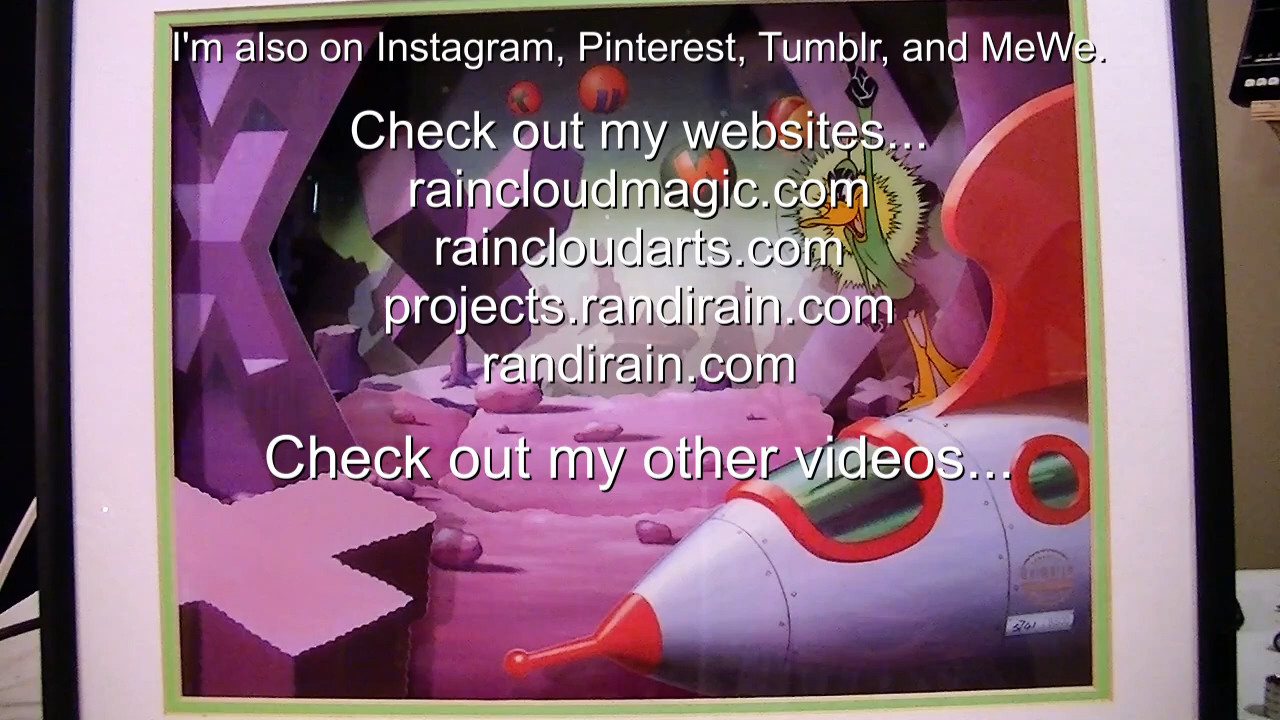 I'm also on Instagram, Pinterest, Tumblr, and MeWe.
Check out my websites...
raincloudmagic.com
raincloudarts.com
projects.randirain.com
randirain.com
Check out my other videos...